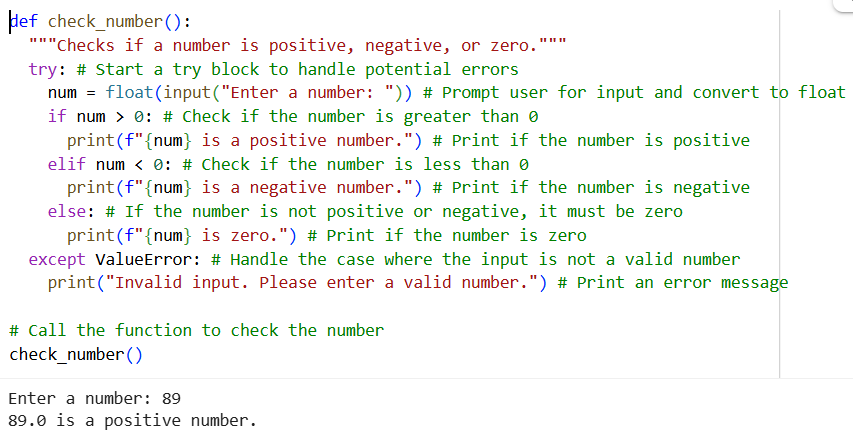 def check_number():
  """Checks if a number is positive, negative, or zero."""
  try: # Start a try block to handle potential errors
    num = float(input("Enter a number: ")) # Prompt user for input and convert to float
    if num > 0: # Check if the number is greater than 0
      print(f"{num} is a positive number.") # Print if the number is positive
    elif num < 0: # Check if the number is less than 0
      print(f"{num} is a negative number.") # Print if the number is negative
    else: # If the number is not positive or negative, it must be zero
      print(f"{num} is zero.") # Print if the number is zero
  except ValueError: # Handle the case where the input is not a valid number
    print("Invalid input. Please enter a valid number.") # Print an error message

# Call the function to check the number
check_number()
Enter a number: 89
89.0 is a positive number.